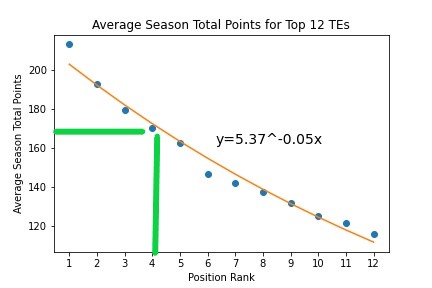 Average Season Total Points for Top 12 TEs
Average Season Total Points
200
180
160
140
120
y=5.37^-0.05x
1 2 3 4 5 6 7 8 9 10 11 12
Position Rank